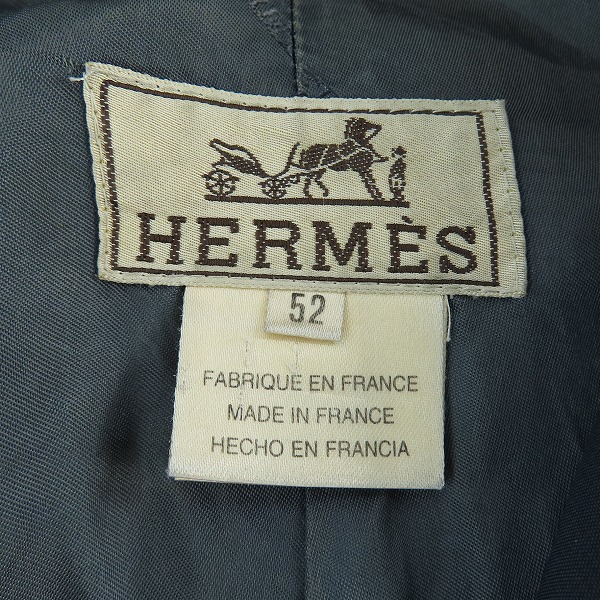 HERMÈS
52
FABRIQUE EN FRANCE
MADE IN FRANCE
HECHO EN FRANCIA